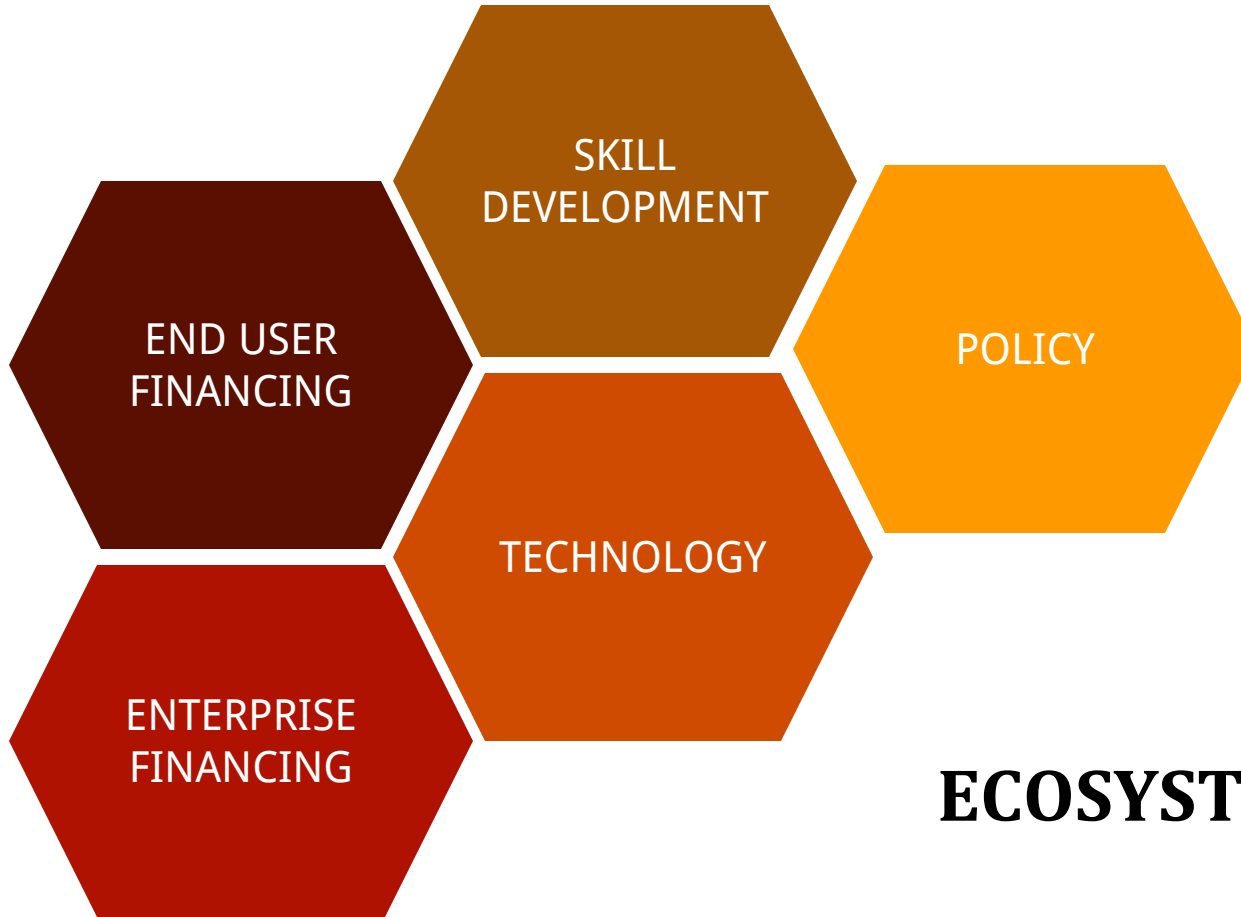 SKILL
DEVELOPMENT
END USER
FINANCING
POLICY
TECHNOLOGY
ENTERPRISE
FINANCING
ECOSYST